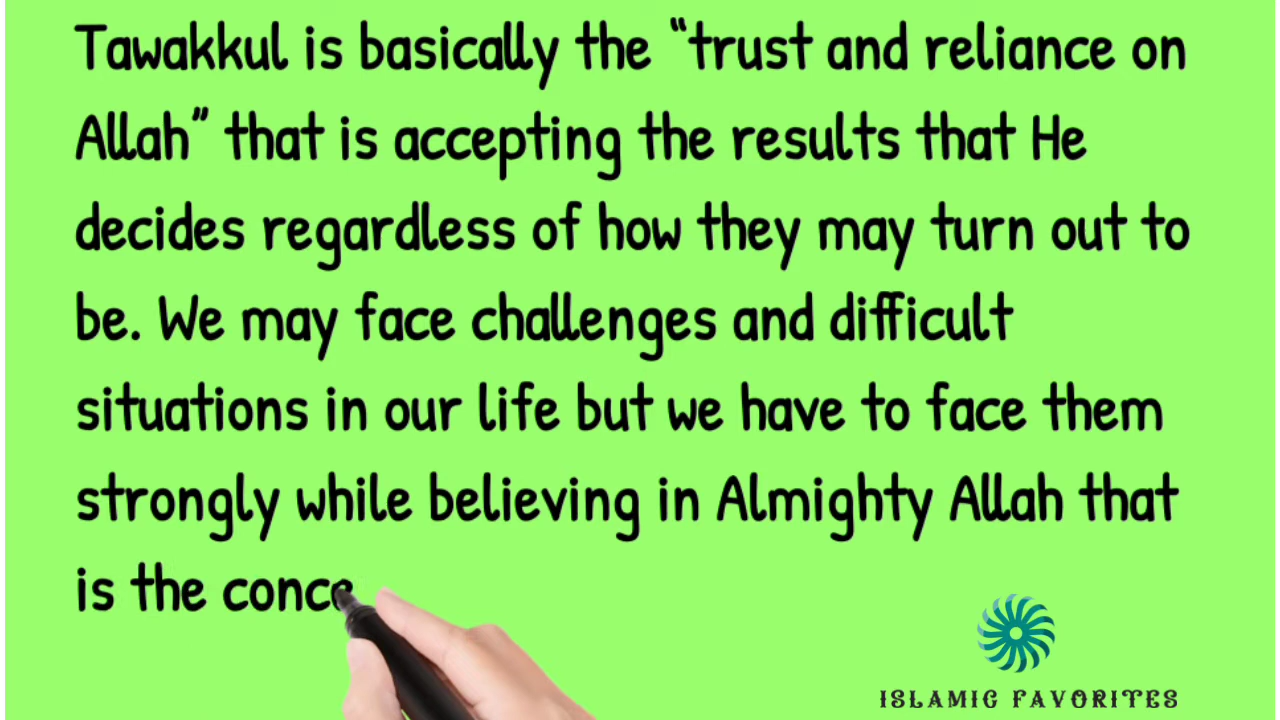 Tawakkul is basically the “trust and reliance on
Allah” that is accepting the results that He
decides regardless of how they may turn out to
be. We may face challenges and difficult
situations in our life but we have to face them
strongly while believing in Almighty Allah that
is the conce
ISLAMIC FAVORITES